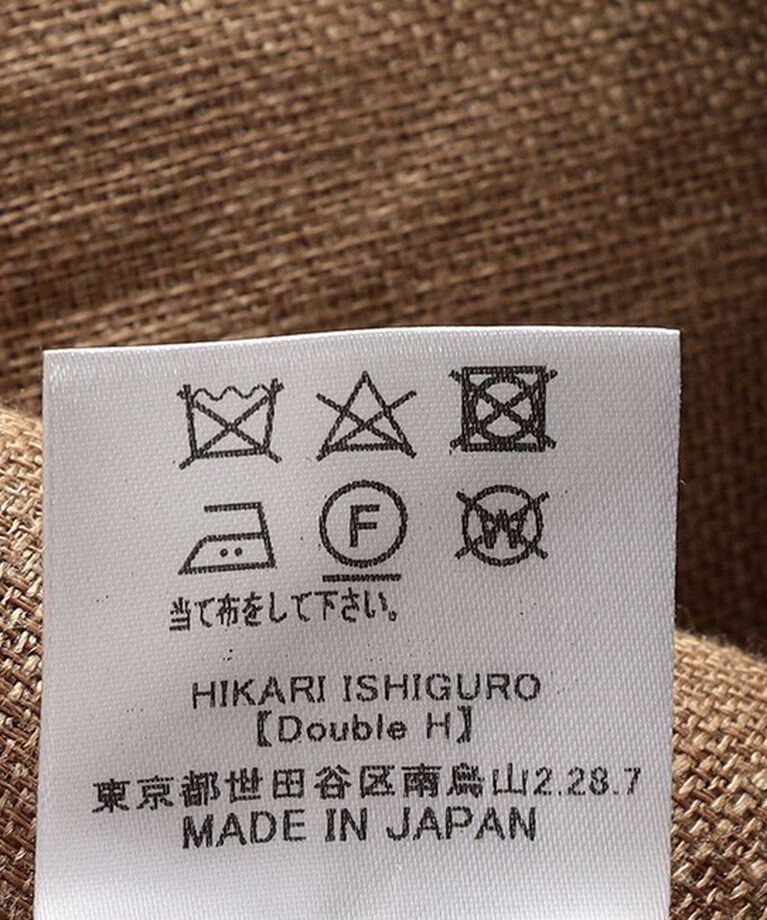 F W
当て布をして下さい。
HIKARI ISHIGURO
【Double H】
東京都世田谷区南烏山2.28.7
MADE IN JAPAN